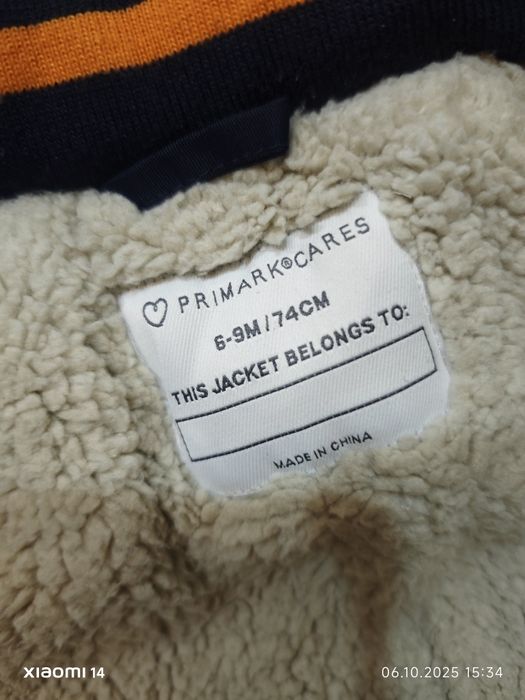 ♡ PRIMARK®CARES
6-9M/74CM
THIS JACKET BELONGS TO:
MADE IN CHINA
XIAOMI 14
06.10.2025 15:34